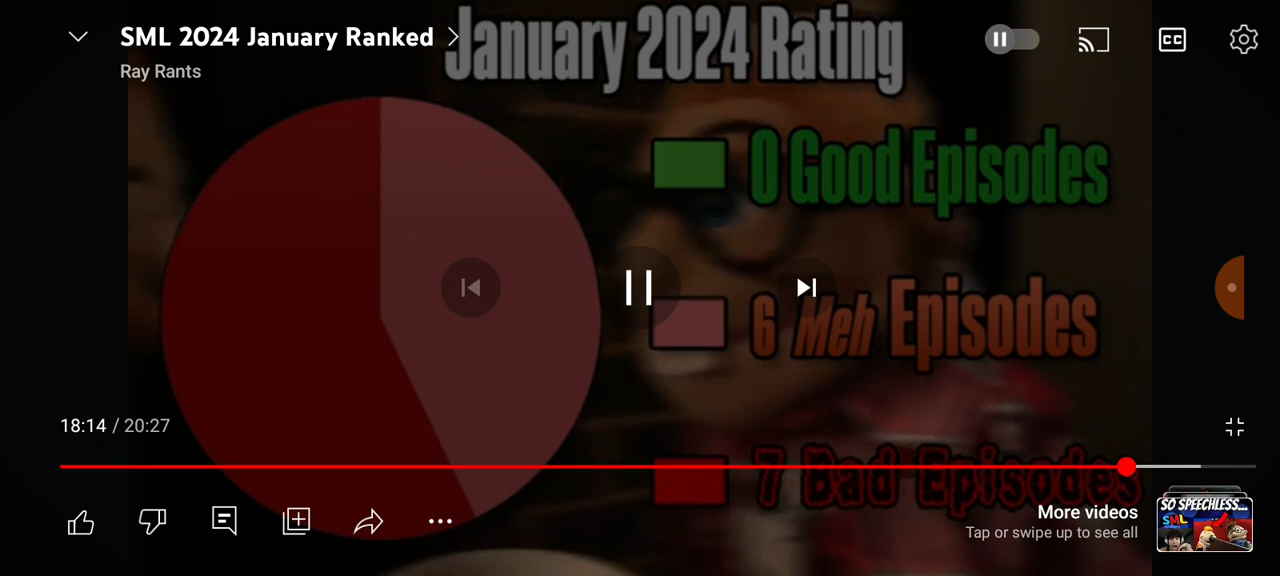 SML 2024 January Ranked
Ray Rants
January 2024 Rating
CC
0 Good Episodes
6 Meh Episodes
7 Bad Episodes
18:14 / 20:27
More videos
Tap or swipe up to see all
SO SPEECHLESS...
SML